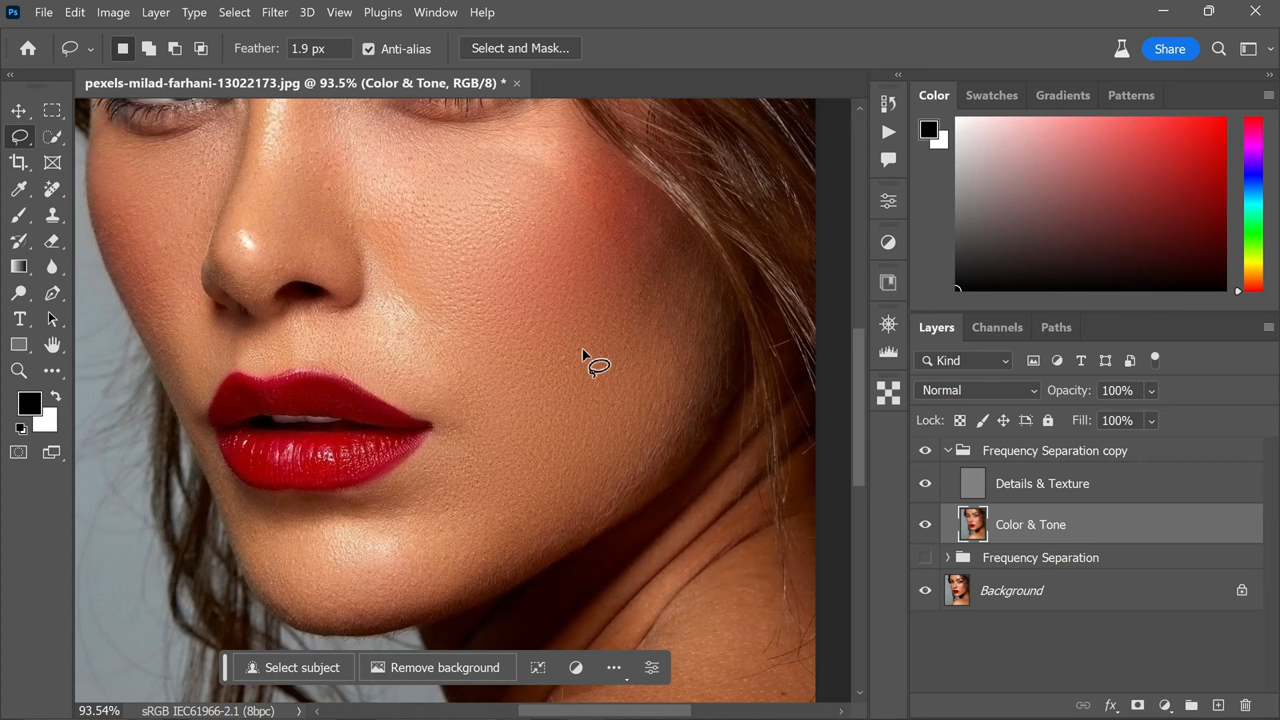 Ps File Edit Image Layer Type Select Filter 3D View Plugins Window Help
Feather: 1.9 px Anti-alias Select and Mask... Share
pexels-milad-farhani-13022173.jpg @ 93.5% (Color & Tone, RGB/8) *
Color Swatches Gradients Patterns
Layers Channels Paths
Kind
Normal Opacity: 100%
Lock: Fill: 100%
Frequency Separation copy
Details & Texture
Color & Tone
Frequency Separation
Background
Select subject Remove background
93.54% sRGB IEC61966-2.1 (8bpc)
fx